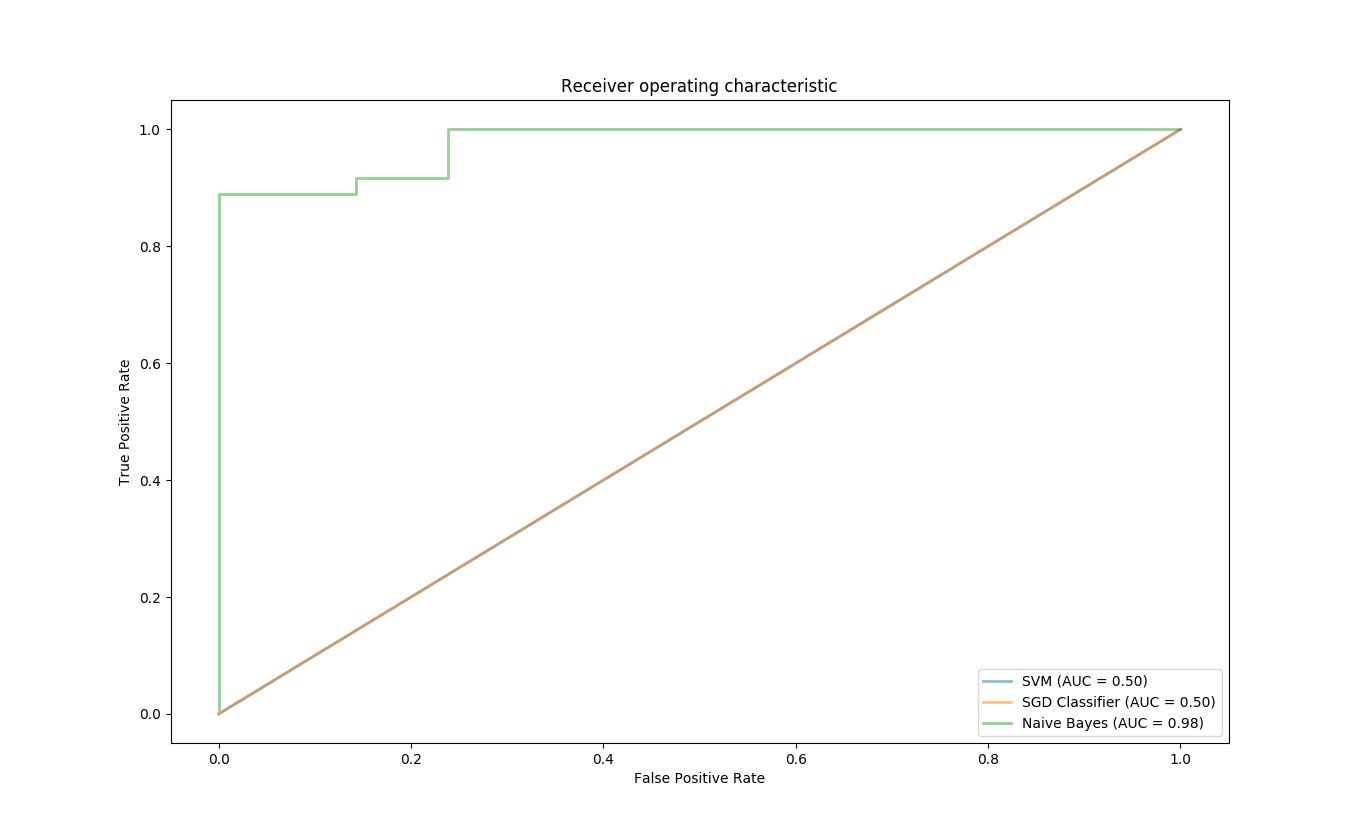 Receiver operating characteristic
1.0
0.8
0.6
0.4
0.2
0.0
True Positive Rate
0.0 0.2 0.4 0.6 0.8 1.0
False Positive Rate
SVM (AUC = 0.50)
SGD Classifier (AUC = 0.50)
Naive Bayes (AUC = 0.98)